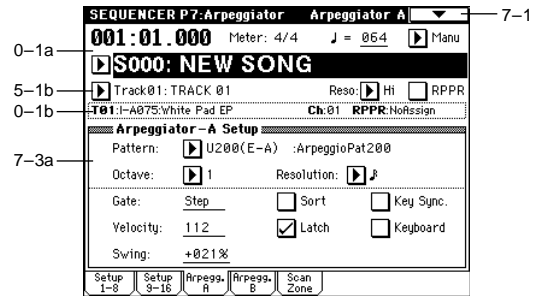 SEQUENCER P7:Arpeggiator Arpeggiator A
7–1
001:01.000 Meter: 4/4 ♩ = 064 Manu
0–1a
S000: NEW SONG
5–1b
Track01: TRACK 01 Reso: Hi RPPR
0–1b
T01:I-A075:White Pad EP Ch:01 RPPR:NoAssign
Arpeggiator-A Setup
7–3a
Pattern: U200(E-A) :ArpeggioPat200
Octave: 1 Resolution: ♪
Gate: Step Sort Key Sync.
Velocity: 112 Latch Keyboard
Swing: +021%
Setup 1-8 Setup 9-16 Arpegg. A Arpegg. B Scan Zone